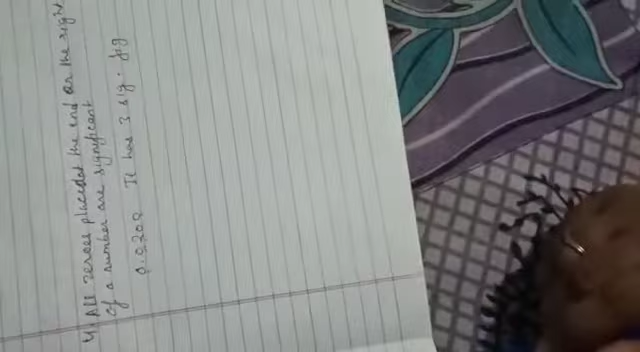 4) All zeroes placed at the end or the right
of a number are significant
0.0200 It has 3 sig. fig